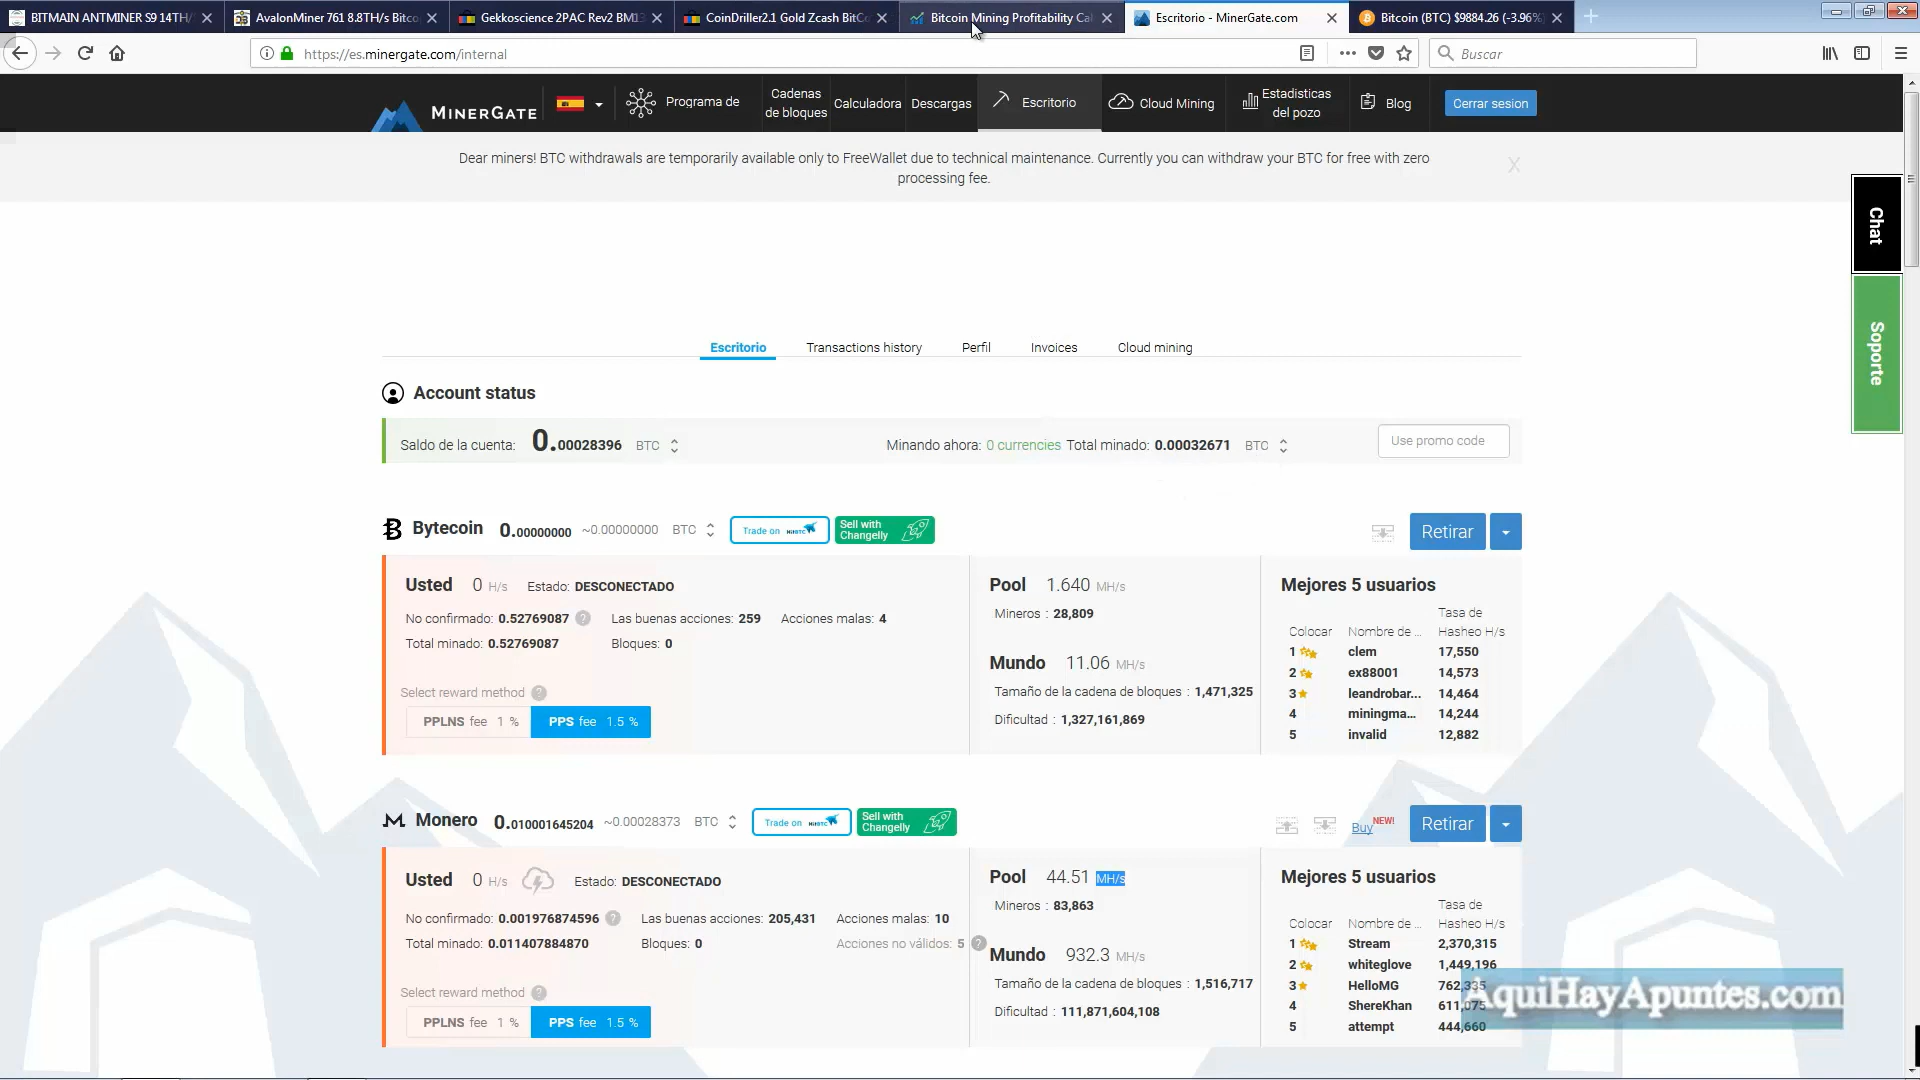 BITMAIN ANTMINER S9 14TH/
AvalonMiner 761 8.8TH/s Bitco
Gekkoscience 2PAC Rev2 BM13
CoinDriller2.1 Gold Zcash BitCo
Bitcoin Mining Profitability Cal
Escritorio - MinerGate.com
Bitcoin (BTC) $9884.26 (-3.96%
https://es.minergate.com/internal
Buscar
MINERGATE
Programa de
Cadenas
de bloques
Calculadora
Descargas
Escritorio
Cloud Mining
Estadisticas
del pozo
Blog
Cerrar sesion
Dear miners! BTC withdrawals are temporarily available only to FreeWallet due to technical maintenance. Currently you can withdraw your BTC for free with zero
processing fee.
X
Chat
Soporte
Escritorio Transactions history Perfil Invoices Cloud mining
Account status
Saldo de la cuenta: 0.00028396 BTC Minando ahora: 0 currencies Total minado: 0.00032671 BTC Use promo code
Bytecoin 0.00000000 ~0.00000000 BTC Trade on HitBTC Sell with Changelly Retirar
Usted 0 H/s Estado: DESCONECTADO
No confirmado: 0.52769087 ? Las buenas acciones: 259 Acciones malas: 4
Total minado: 0.52769087 Bloques: 0
Select reward method ?
PPLNS fee 1 % PPS fee 1.5 %
Pool 1.640 MH/s
Mineros : 28,809
Mundo 11.06 MH/s
Tamaño de la cadena de bloques : 1,471,325
Dificultad : 1,327,161,869
Mejores 5 usuarios
Colocar Nombre de ... Tasa de Hasheo H/s
1 clem 17,550
2 ex88001 14,573
3 leandrobar... 14,464
4 miningma... 14,244
5 invalid 12,882
Monero 0.010001645204 ~0.00028373 BTC Trade on HitBTC Sell with Changelly Buy NEW! Retirar
Usted 0 H/s Estado: DESCONECTADO
No confirmado: 0.001976874596 ? Las buenas acciones: 205,431 Acciones malas: 10
Total minado: 0.011407884870 Bloques: 0 Acciones no válidos: 5 ?
Select reward method ?
PPLNS fee 1 % PPS fee 1.5 %
Pool 44.51 MH/s
Mineros : 83,863
Mundo 932.3 MH/s
Tamaño de la cadena de bloques : 1,516,717
Dificultad : 111,871,604,108
Mejores 5 usuarios
Colocar Nombre de ... Tasa de Hasheo H/s
1 Stream 2,370,315
2 whiteglove 1,449,196
3 HelloMG 762,335
4 ShereKhan 611,075
5 attempt 444,660
AquiHayApuntes.com